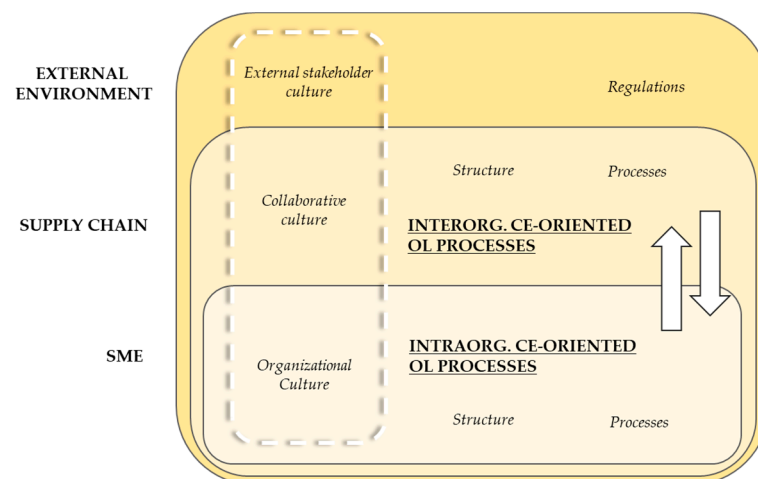 EXTERNAL
ENVIRONMENT
External stakeholder
culture
Regulations
SUPPLY CHAIN
Collaborative
culture
Structure
Processes
INTERORG. CE-ORIENTED
OL PROCESSES
SME
Organizational
Culture
INTRAORG. CE-ORIENTED
OL PROCESSES
Structure
Processes